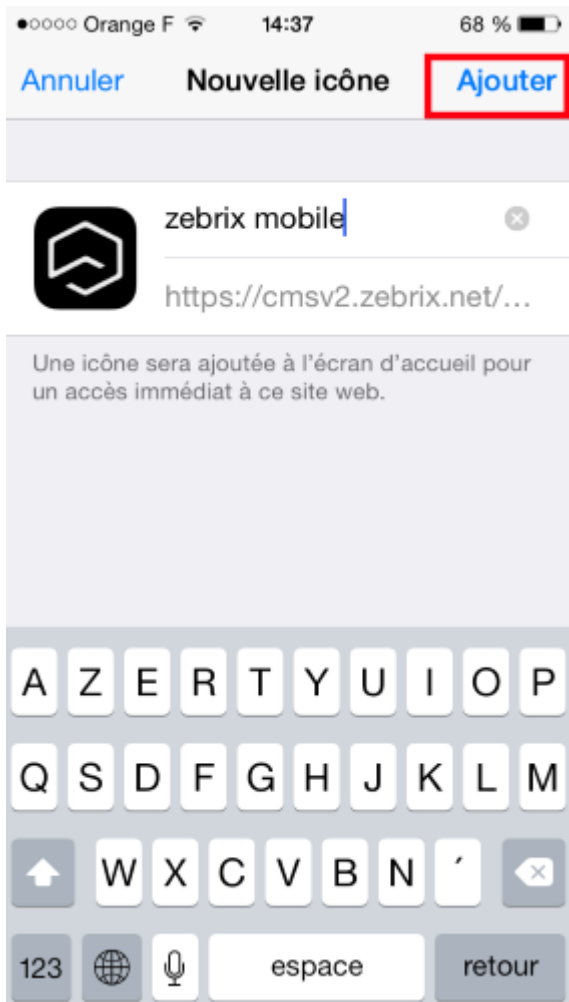 Orange F 14:37 68 %
Annuler Nouvelle icône Ajouter
zebrix mobile
https://cmsv2.zebrix.net/...
Une icône sera ajoutée à l'écran d'accueil pour
un accès immédiat à ce site web.
A Z E R T Y U I O P
Q S D F G H J K L M
W X C V B N ´
123 espace retour